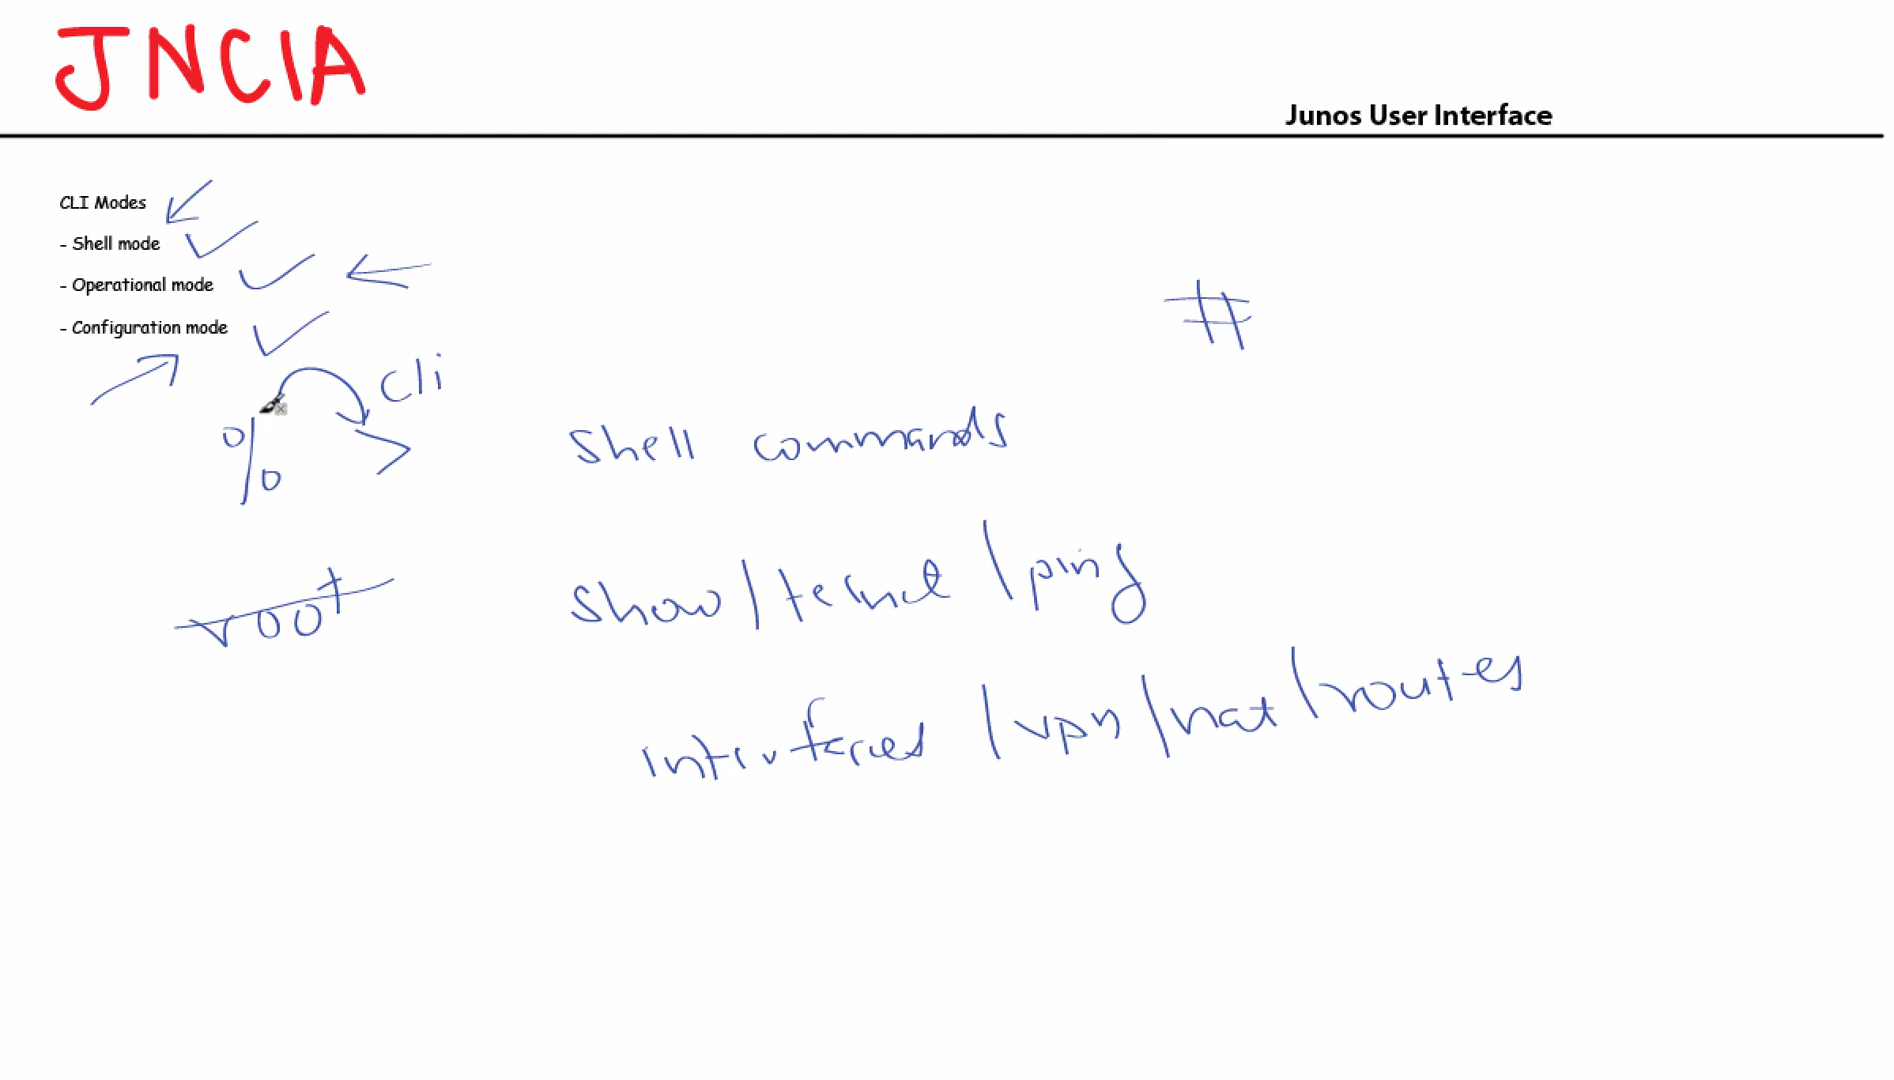 JNCIA
Junos User Interface
CLI Modes
- Shell mode
- Operational mode
- Configuration mode
#
cli
% >
Shell commands
root
show / telnet / ping
interfaces / vpn / nat / routes